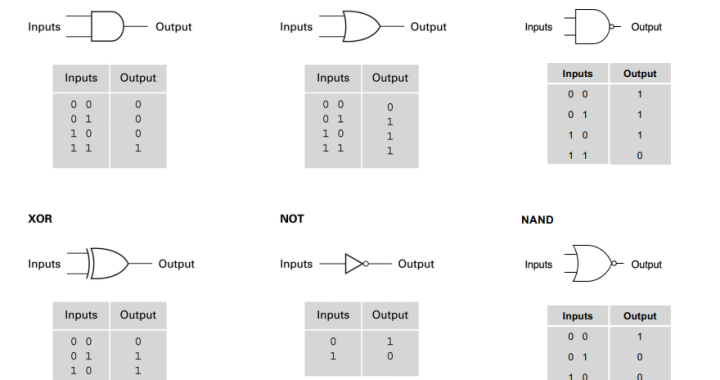 Inputs Output
Inputs Output
0 0 0
0 1 0
1 0 0
1 1 1
Inputs Output
Inputs Output
0 0 0
0 1 1
1 0 1
1 1 1
Inputs Output
Inputs Output
0 0 1
0 1 1
1 0 1
1 1 0
XOR
Inputs Output
Inputs Output
0 0 0
0 1 1
1 0 1
NOT
Inputs Output
Inputs Output
0 1
1 0
NAND
Inputs Output
Inputs Output
0 0 1
0 1 0
1 0 0